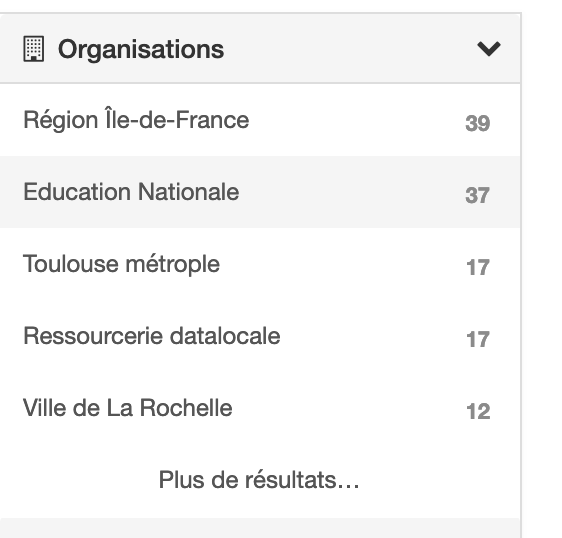 Organisations
Région Île-de-France 39
Education Nationale 37
Toulouse métrople 17
Ressourcerie datalocale 17
Ville de La Rochelle 12
Plus de résultats…